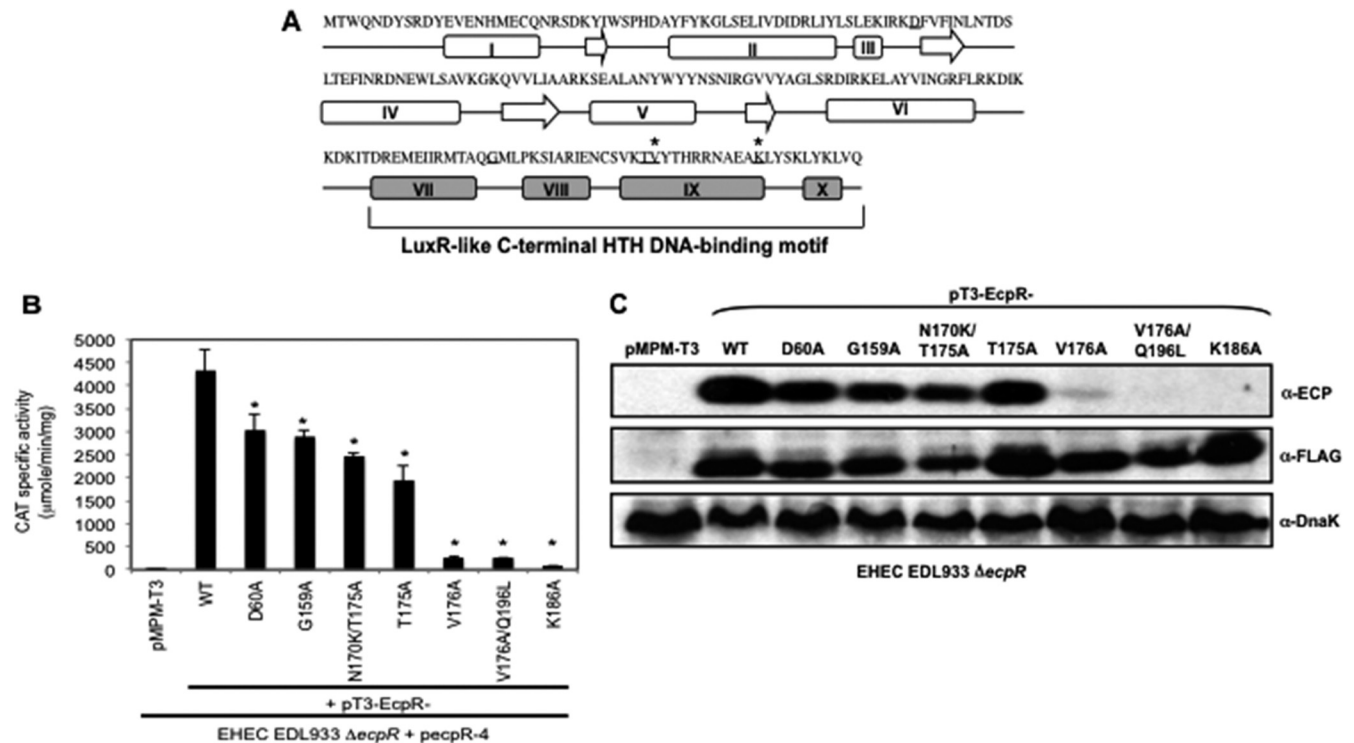 A
MTWQNDYSRDYEVENHMECQNRSDKYIWSPHDAYFYKGLSELIVDIDRLIYLSLEKIRKDFVFINLNTDS
I II III
LTEFINRDNEWLSAVKGKQVVLIAARKSEALANYWYYNSNIRGVVYAGLSRDIRKELAYVINGRFLRKDIK
IV V VI
* *
KDKITDREMEIIRMTAQGMLPKSIARIENCSVKTVYTHRRNAEAKLYSKLYKLVQ
VII VIII IX X
LuxR-like C-terminal HTH DNA-binding motif
B
CAT specific activity
(µmole/min/mg)
5000
4500
4000
3500
3000
2500
2000
1500
1000
500
0
* * * * * * *
pMPM-T3 WT D60A G159A N170K/T175A T175A V176A V176A/Q196L K186A
+ pT3-EcpR-
EHEC EDL933 ΔecpR + pecpR-4
C
pT3-EcpR-
pMPM-T3 WT D60A G159A N170K/ T175A T175A V176A V176A/ Q196L K186A
α-ECP
α-FLAG
α-DnaK
EHEC EDL933 ΔecpR